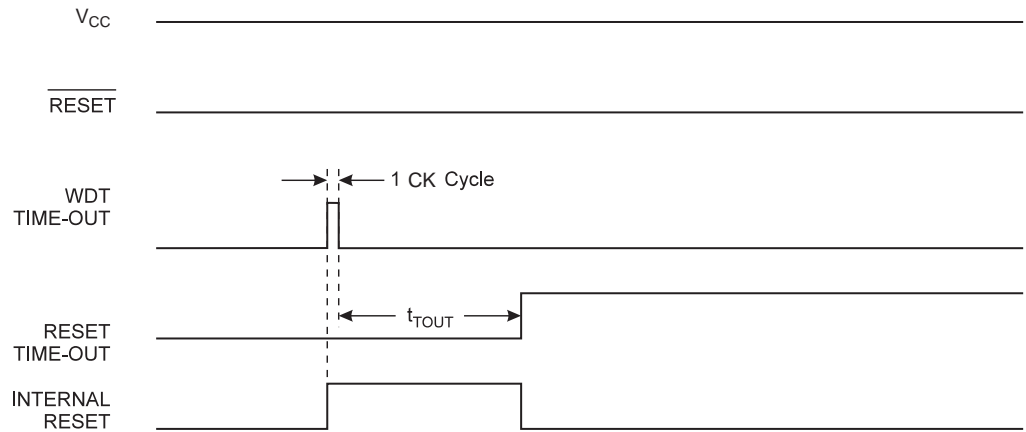 VCC
RESET
1 CK Cycle
WDT
TIME-OUT
tTOUT
RESET
TIME-OUT
INTERNAL
RESET